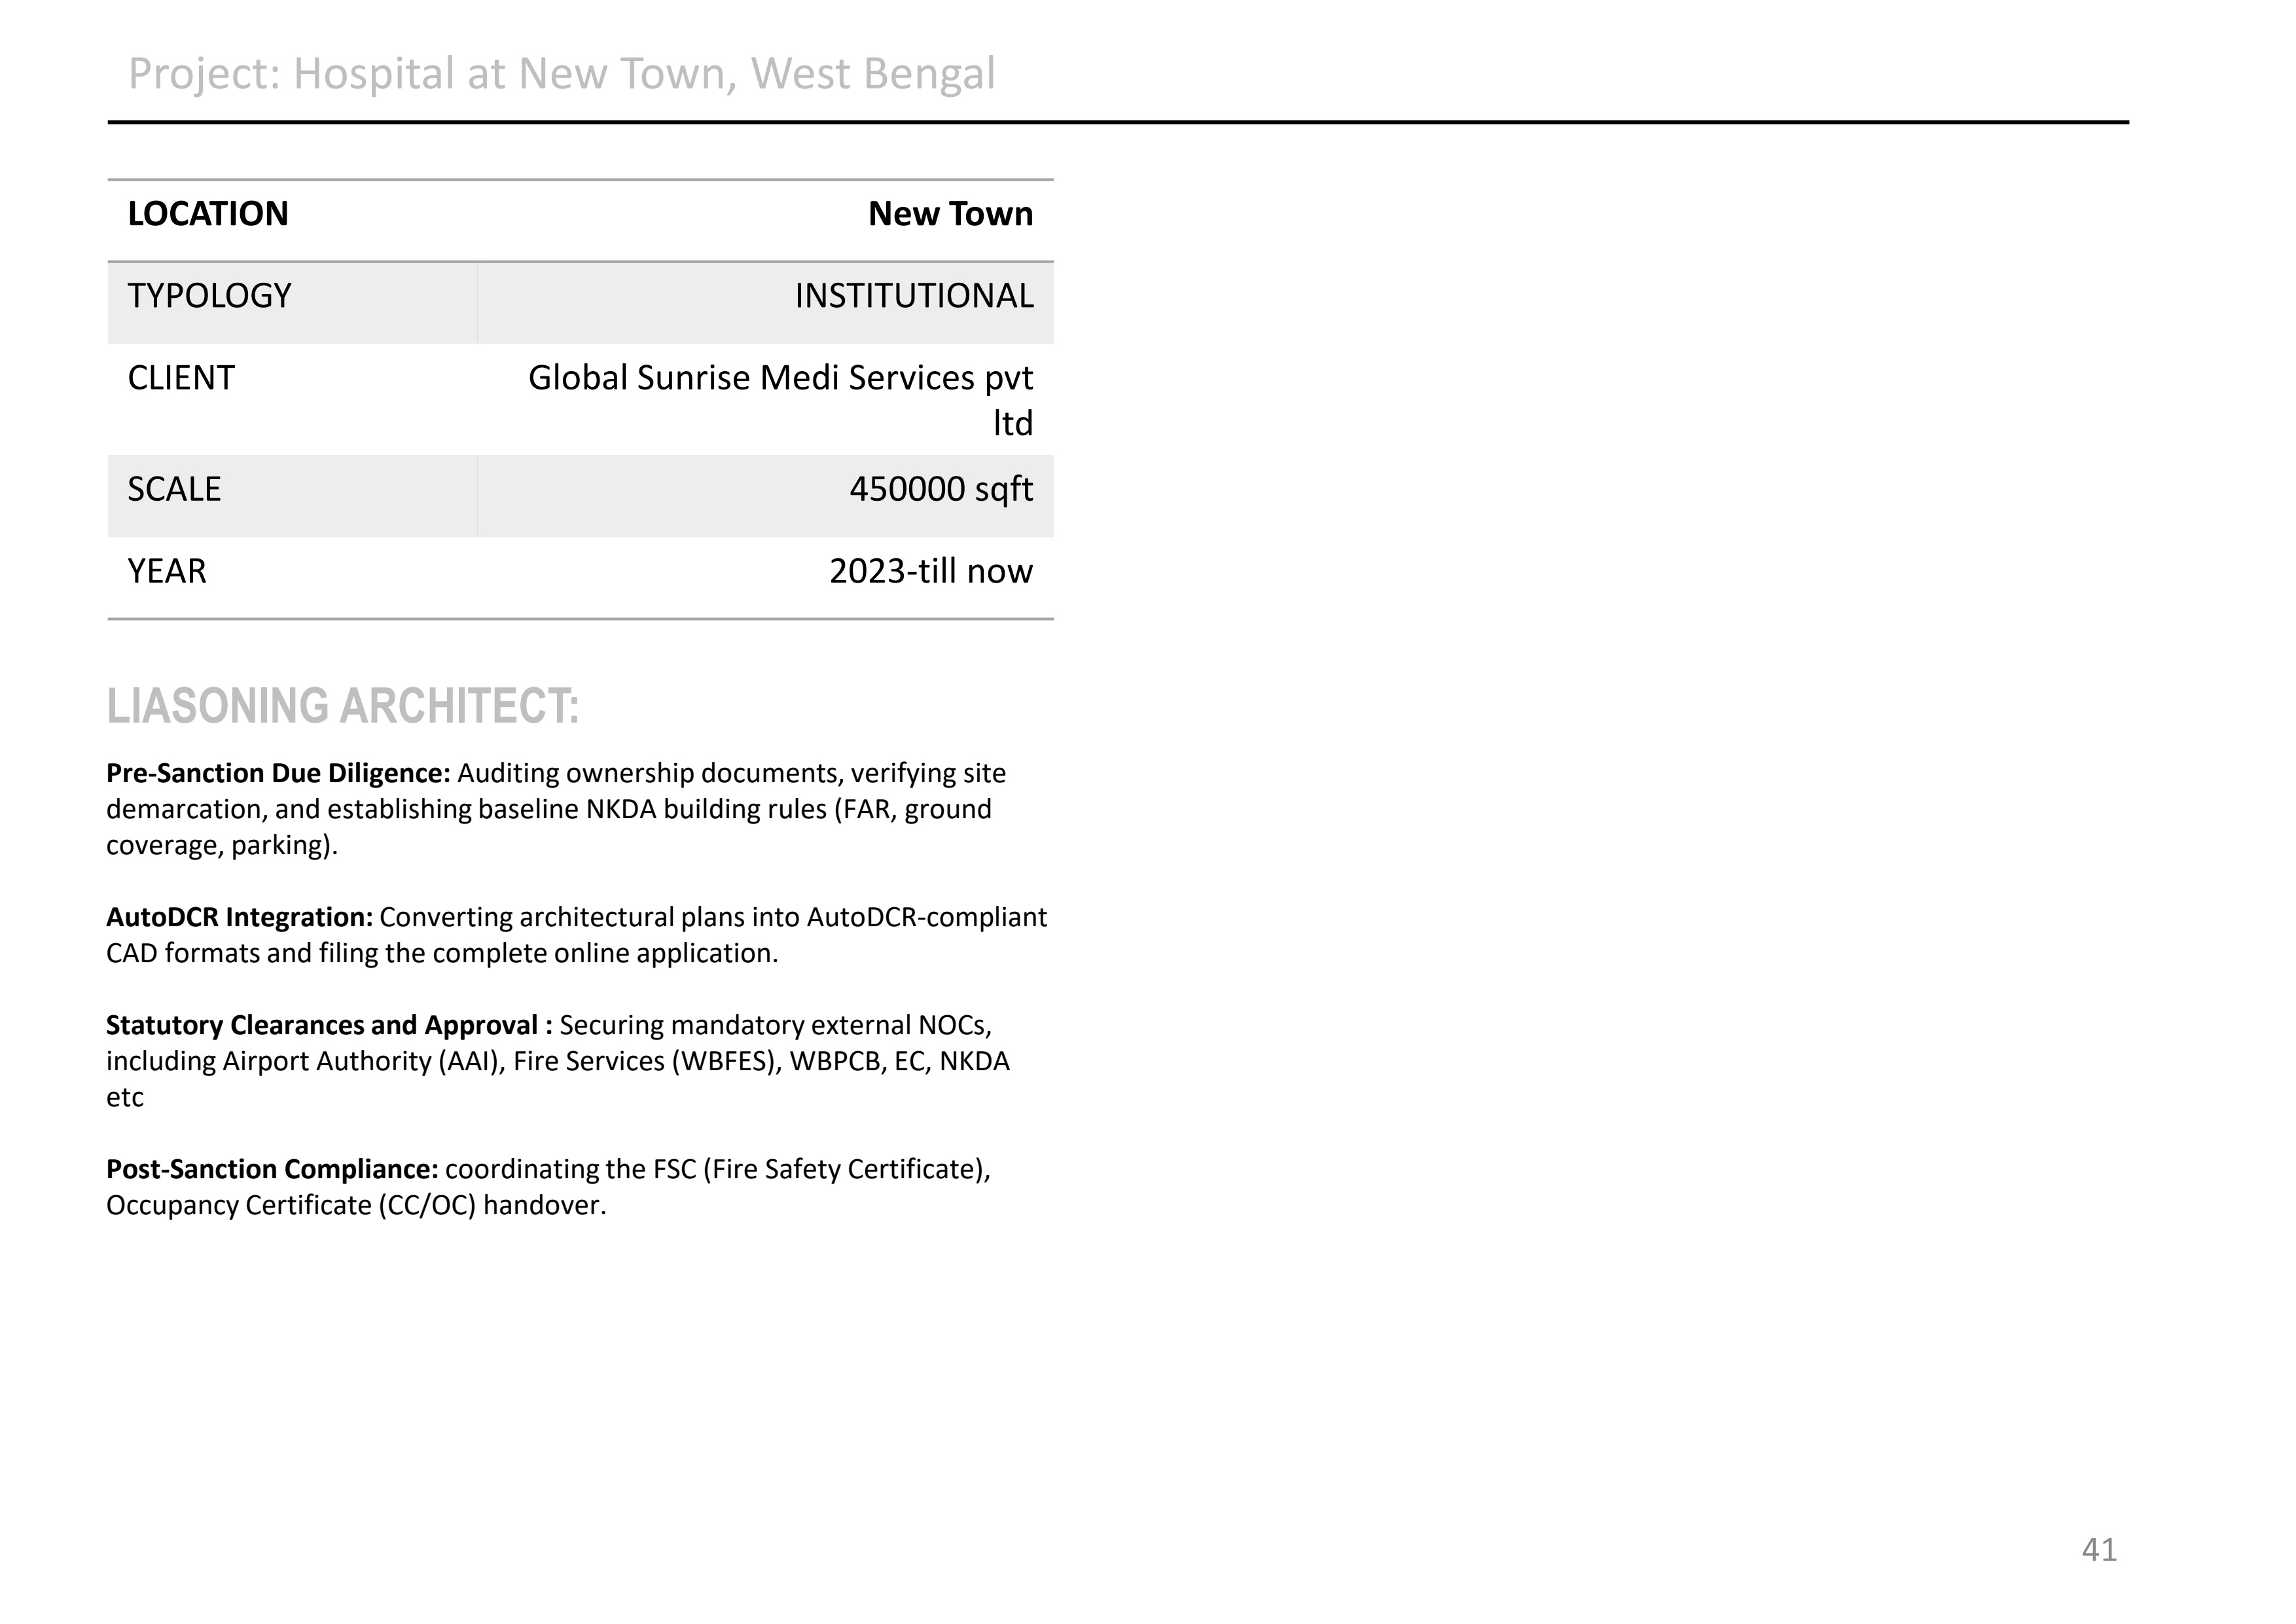 Project: Hospital at New Town, West Bengal
LOCATION New Town
TYPOLOGY INSTITUTIONAL
CLIENT Global Sunrise Medi Services pvt
ltd
SCALE 450000 sqft
YEAR 2023-till now
LIASONING ARCHITECT:
Pre-Sanction Due Diligence: Auditing ownership documents, verifying site
demarcation, and establishing baseline NKDA building rules (FAR, ground
coverage, parking).
AutoDCR Integration: Converting architectural plans into AutoDCR-compliant
CAD formats and filing the complete online application.
Statutory Clearances and Approval : Securing mandatory external NOCs,
including Airport Authority (AAI), Fire Services (WBFES), WBPCB, EC, NKDA
etc
Post-Sanction Compliance: coordinating the FSC (Fire Safety Certificate),
Occupancy Certificate (CC/OC) handover.
41